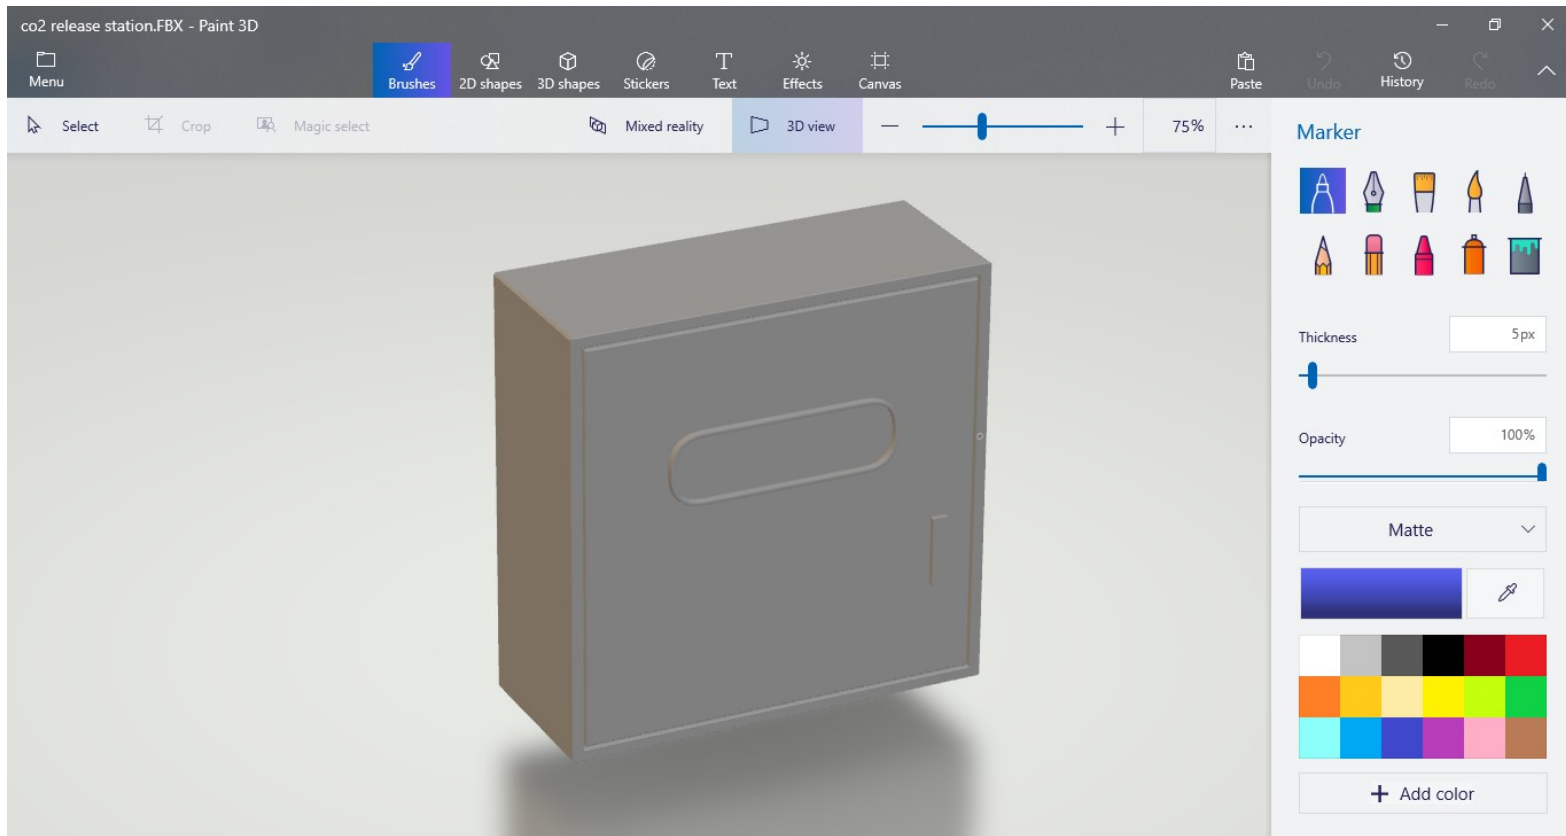 co2 release station.FBX - Paint 3D
Menu
Brushes
2D shapes
3D shapes
Stickers
Text
Effects
Canvas
Paste
Undo
History
Redo
Select
Crop
Magic select
Mixed reality
3D view
75%
Marker
Thickness
5px
Opacity
100%
Matte
Add color